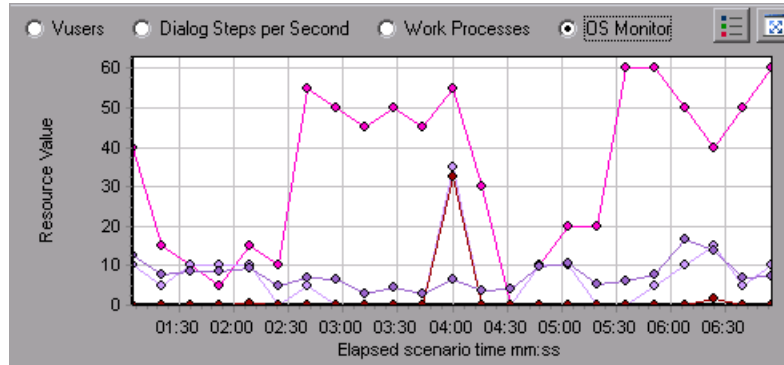 Vusers Dialog Steps per Second Work Processes OS Monitor
60
50
40
30
20
10
0
Resource Value
01:30 02:00 02:30 03:00 03:30 04:00 04:30 05:00 05:30 06:00 06:30
Elapsed scenario time mm:ss